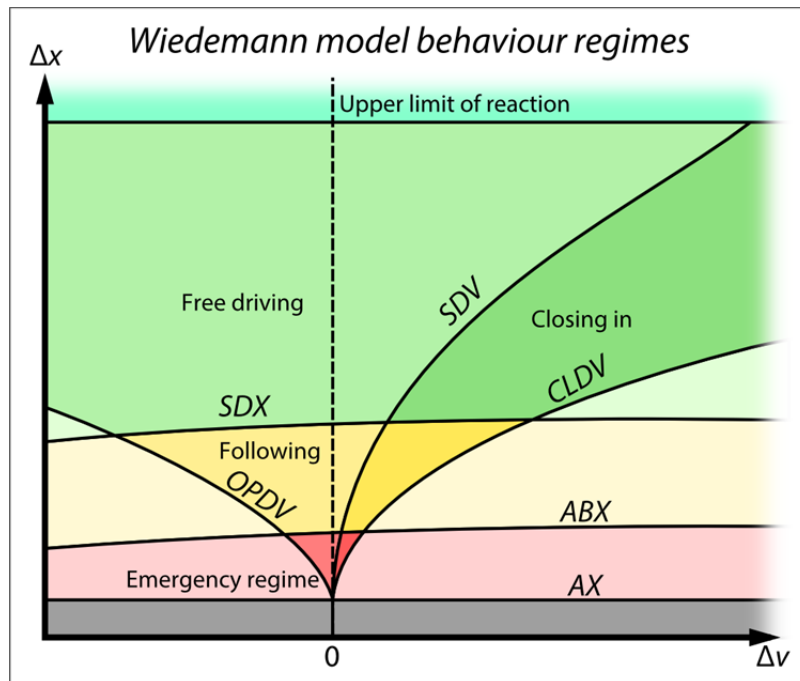 Wiedemann model behaviour regimes
Δx
Upper limit of reaction
SDV
Free driving
Closing in
CLDV
SDX
Following
OPDV
ABX
Emergency regime
AX
0
Δv